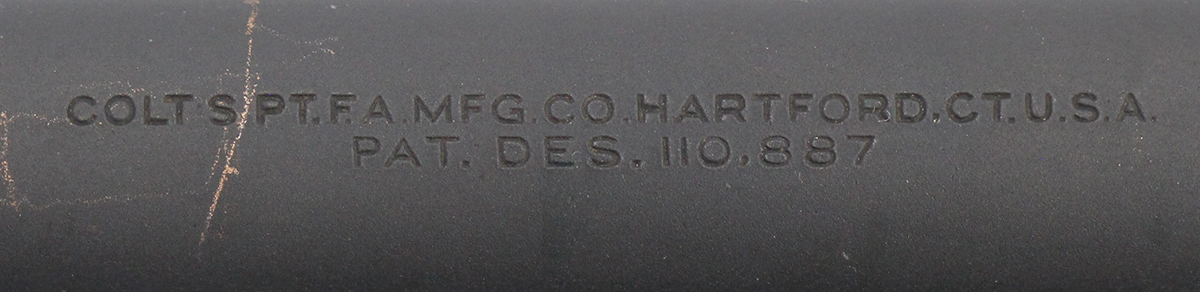 COLT'S.PT.F.A.MFG.CO.HARTFORD.CT.U.S.A.
PAT. DES. 110,887